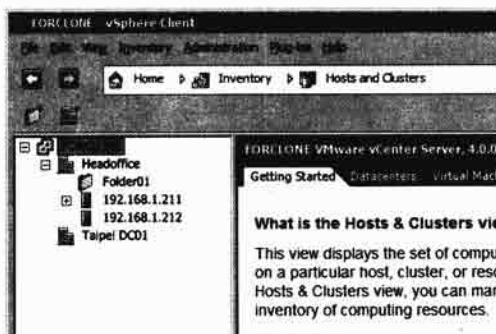 FORCLONE vSphere Client
File Edit View Inventory Administration Plug-ins Help
Home Inventory Hosts and Clusters
Headoffice
Folder01
192.168.1.211
192.168.1.212
Taipei DC01
FORCLONE VMware vCenter Server, 4.0.0
Getting Started Datacenters Virtual Mach
What is the Hosts & Clusters vie
This view displays the set of compu
on a particular host, cluster, or reso
Hosts & Clusters view, you can man
inventory of computing resources.